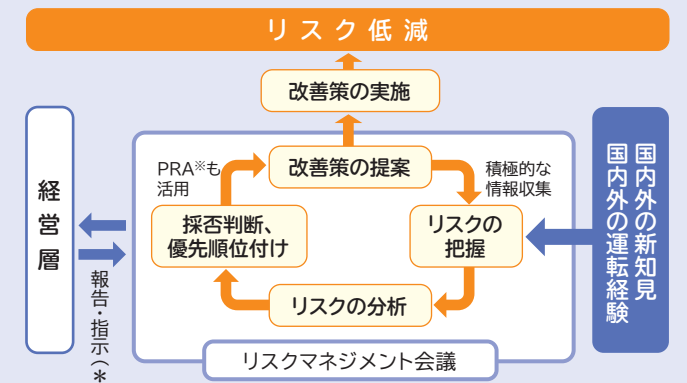 リスク低減
改善策の実施
改善策の提案
PRA※も
活用
積極的な
情報収集
採否判断、
優先順位付け
リスクの
把握
リスクの分析
リスクマネジメント会議
経営層
報告・指示(＊
国内外の新知見
国内外の運転経験